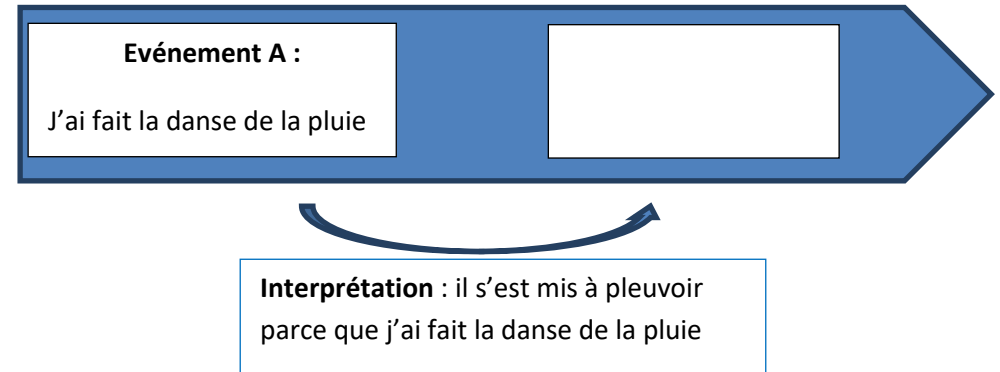 Evénement A :
J’ai fait la danse de la pluie
Interprétation : il s’est mis à pleuvoir
parce que j’ai fait la danse de la pluie